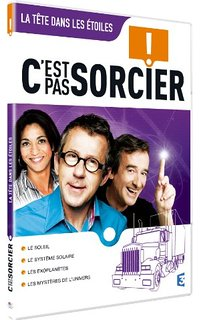 LA TÊTE DANS LES ÉTOILES
!
C'EST
PAS
SORCIER
LE SOLEIL
LE SYSTÈME SOLAIRE
LES EXOPLANÈTES
LES MYSTÈRES DE L'UNIVERS
3
LA TÊTE DANS LES ÉTOILES
C'EST PAS SORCIER